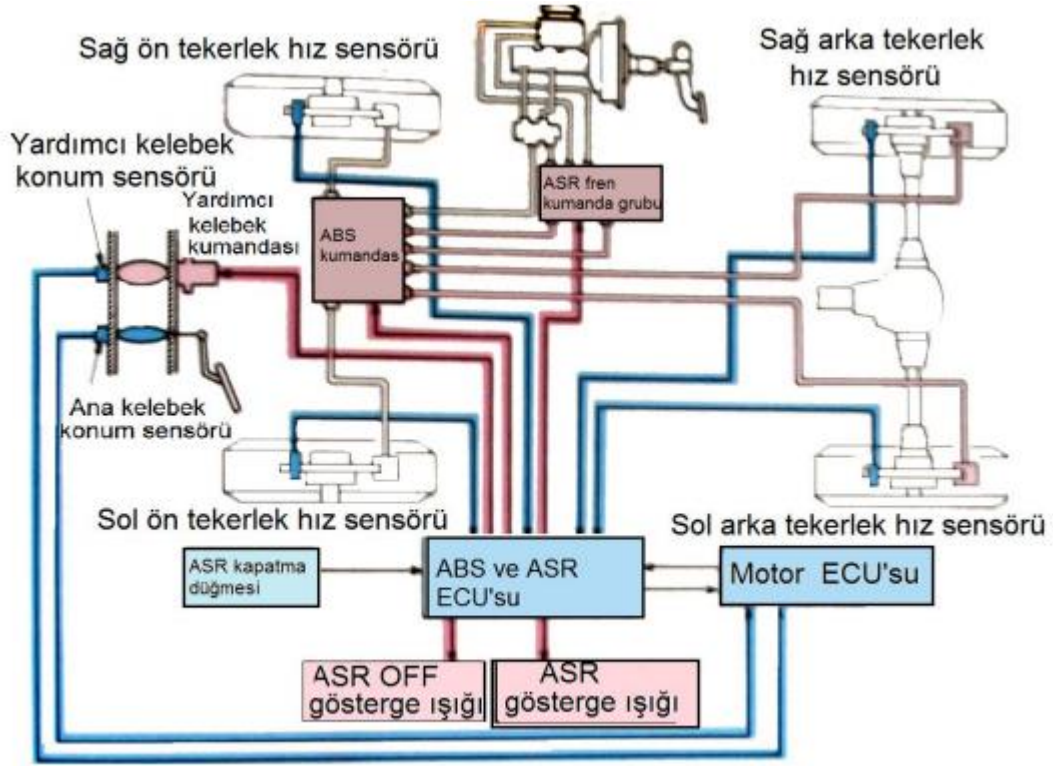 Sağ ön tekerlek hız sensörü
Sağ arka tekerlek
hız sensörü
Yardımcı kelebek
konum sensörü
Yardımcı
kelebek
kumandası
ABS
kumandas
ASR fren
kumanda grubu
Ana kelebek
konum sensörü
Sol ön tekerlek hız sensörü
Sol arka tekerlek hız sensörü
ASR kapatma
düğmesi
ABS ve ASR
ECU'su
Motor ECU'su
ASR OFF
gösterge ışığı
ASR
gösterge ışığı